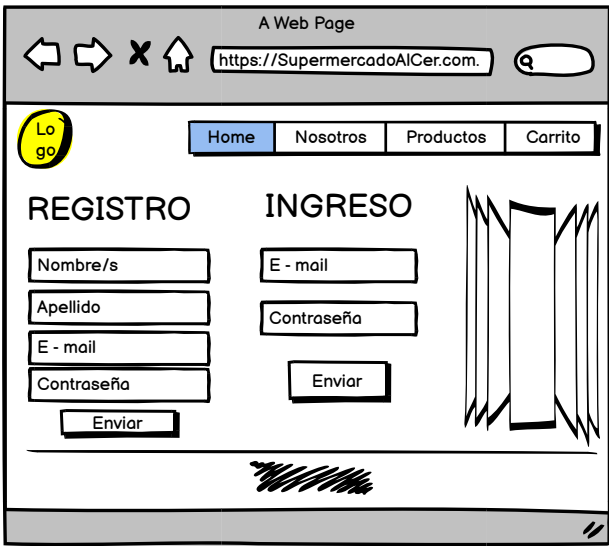 A Web Page
https://SupermercadoAlCer.com.
Lo
go
Home Nosotros Productos Carrito
REGISTRO
INGRESO
Nombre/s
Apellido
E - mail
Contraseña
Enviar
E - mail
Contraseña
Enviar